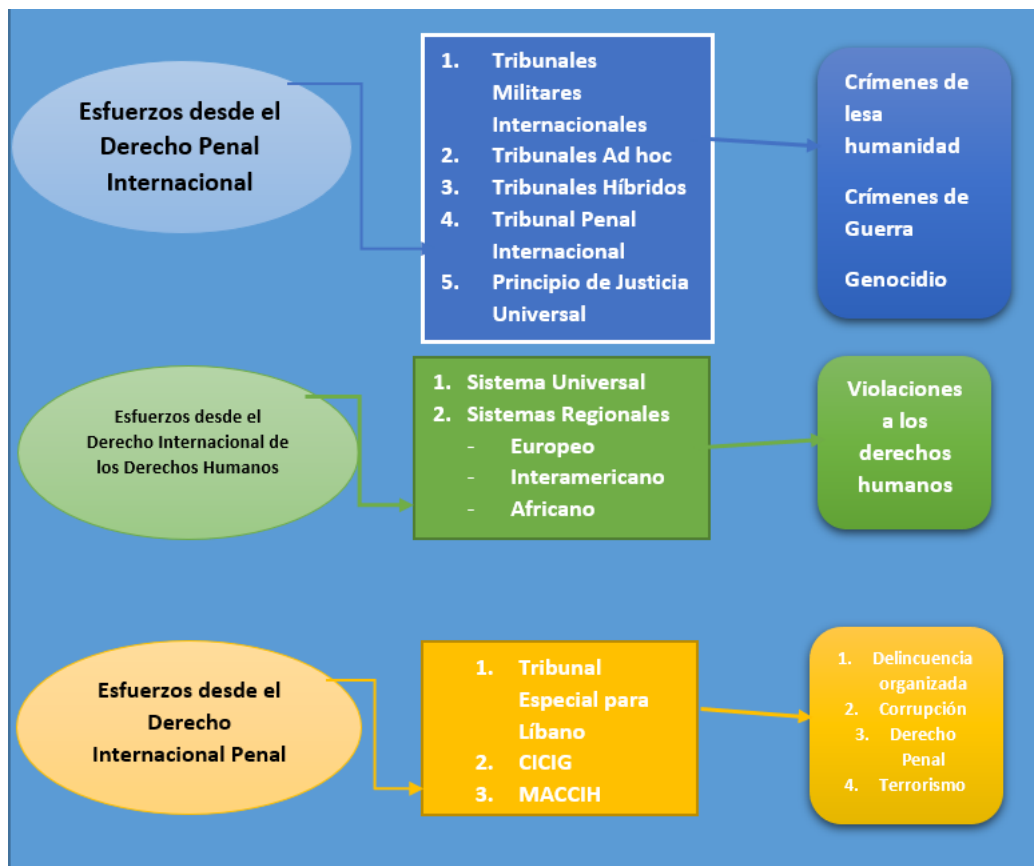 Esfuerzos desde el
Derecho Penal
Internacional
1. Tribunales
Militares
Internacionales
2. Tribunales Ad hoc
3. Tribunales Híbridos
4. Tribunal Penal
Internacional
5. Principio de Justicia
Universal
Crímenes de
lesa
humanidad
Crímenes de
Guerra
Genocidio
Esfuerzos desde el
Derecho Internacional de
los Derechos Humanos
1. Sistema Universal
2. Sistemas Regionales
- Europeo
- Interamericano
- Africano
Violaciones
a los
derechos
humanos
Esfuerzos desde el
Derecho
Internacional Penal
1. Tribunal
Especial para
Líbano
2. CICIG
3. MACCIH
1. Delincuencia
organizada
2. Corrupción
3. Derecho
Penal
4. Terrorismo